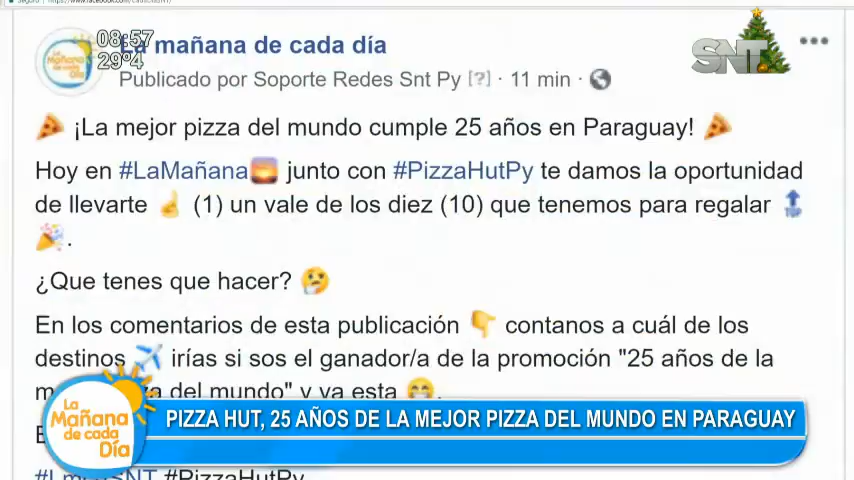 08:57
29°4
La mañana de cada día
SNT
Publicado por Soporte Redes Snt Py [?] · 11 min ·
¡La mejor pizza del mundo cumple 25 años en Paraguay!
Hoy en #LaMañana junto con #PizzaHutPy te damos la oportunidad
de llevarte (1) un vale de los diez (10) que tenemos para regalar
TOP
¿Que tenes que hacer?
En los comentarios de esta publicación contanos a cuál de los
destinos irías si sos el ganador/a de la promoción "25 años de la
del mundo" y ya esta
PIZZA HUT, 25 AÑOS DE LA MEJOR PIZZA DEL MUNDO EN PARAGUAY
La
Mañana
de cada
Día
#PizzaHutPy